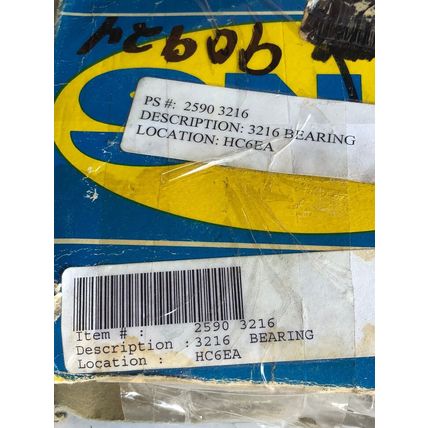 PS #: 2590 3216
DESCRIPTION: 3216 BEARING
LOCATION: HC6EA
Item # : 2590 3216
Description : 3216 BEARING
Location : HC6EA